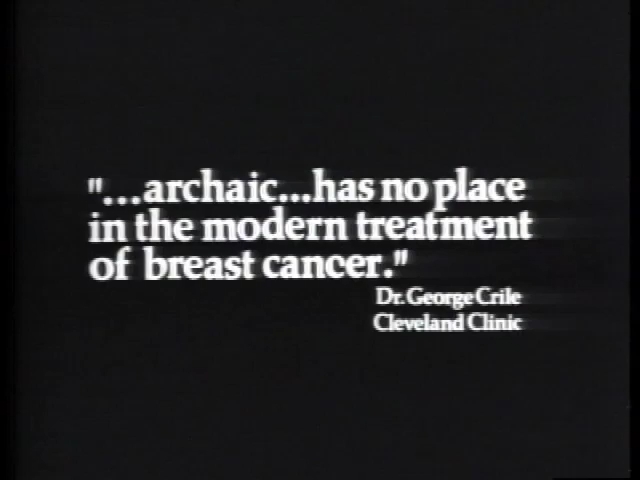 "...archaic...has no place
in the modern treatment
of breast cancer."
Dr. George Crile
Cleveland Clinic